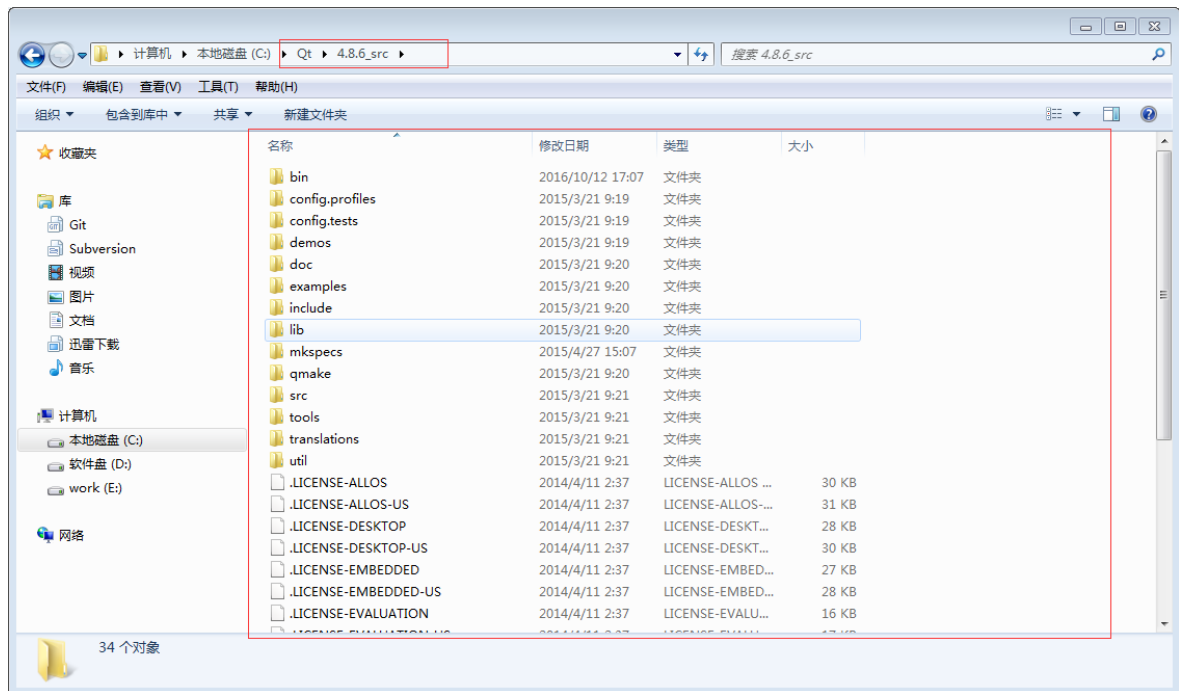 计算机 本地磁盘 (C:) Qt 4.8.6_src 搜索 4.8.6_src
文件(F) 编辑(E) 查看(V) 工具(T) 帮助(H)
组织 包含到库中 共享 新建文件夹
收藏夹
库
Git
Subversion
视频
图片
文档
迅雷下载
音乐
计算机
本地磁盘 (C:)
软件盘 (D:)
work (E:)
网络
名称 修改日期 类型 大小
bin 2016/10/12 17:07 文件夹
config.profiles 2015/3/21 9:19 文件夹
config.tests 2015/3/21 9:19 文件夹
demos 2015/3/21 9:19 文件夹
doc 2015/3/21 9:20 文件夹
examples 2015/3/21 9:20 文件夹
include 2015/3/21 9:20 文件夹
lib 2015/3/21 9:20 文件夹
mkspecs 2015/4/27 15:07 文件夹
qmake 2015/3/21 9:20 文件夹
src 2015/3/21 9:21 文件夹
tools 2015/3/21 9:21 文件夹
translations 2015/3/21 9:21 文件夹
util 2015/3/21 9:21 文件夹
.LICENSE-ALLOS 2014/4/11 2:37 LICENSE-ALLOS ... 30 KB
.LICENSE-ALLOS-US 2014/4/11 2:37 LICENSE-ALLOS-... 31 KB
.LICENSE-DESKTOP 2014/4/11 2:37 LICENSE-DESKT... 28 KB
.LICENSE-DESKTOP-US 2014/4/11 2:37 LICENSE-DESKT... 30 KB
.LICENSE-EMBEDDED 2014/4/11 2:37 LICENSE-EMBED... 27 KB
.LICENSE-EMBEDDED-US 2014/4/11 2:37 LICENSE-EMBED... 28 KB
.LICENSE-EVALUATION 2014/4/11 2:37 LICENSE-EVALU... 16 KB
34 个对象